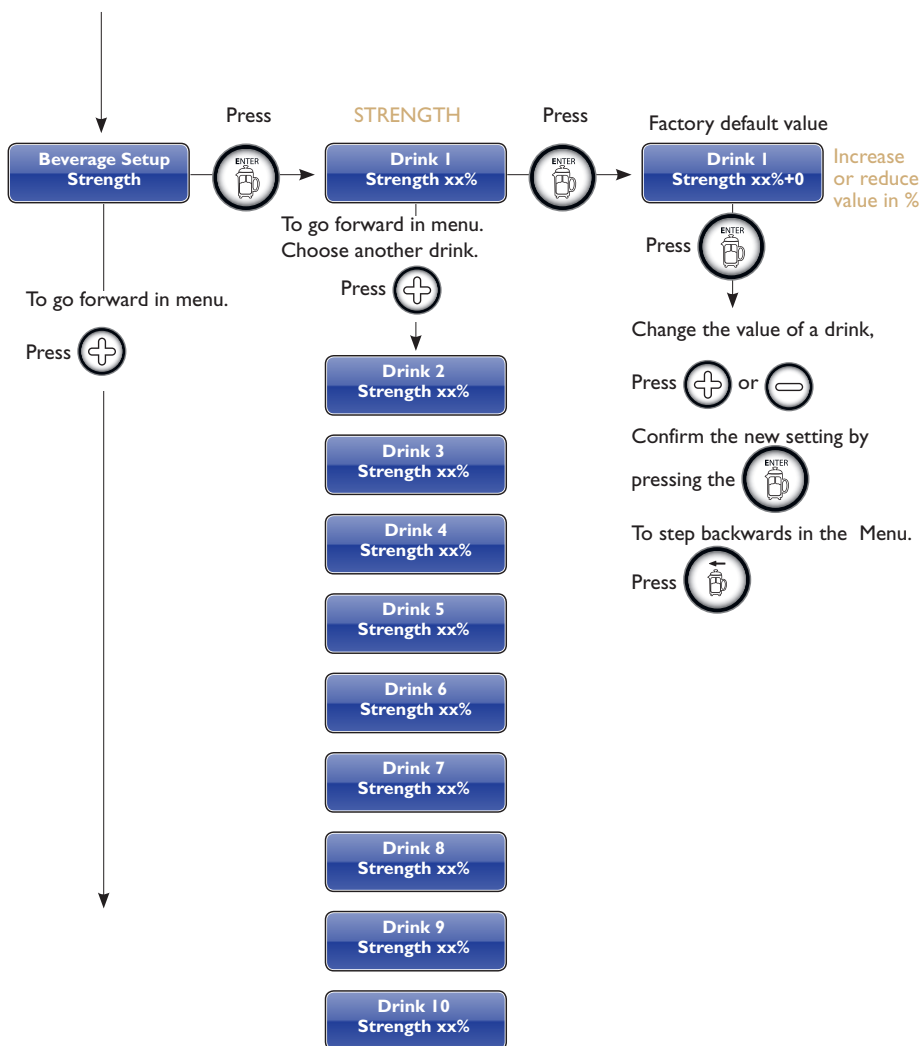 Press
STRENGTH
Press
Factory default value
Beverage Setup
Strength
ENTER
Drink 1
Strength xx%
ENTER
Drink 1
Strength xx%+0
Increase
or reduce
value in %
To go forward in menu.
Press
To go forward in menu.
Choose another drink.
Press
Drink 2
Strength xx%
Drink 3
Strength xx%
Drink 4
Strength xx%
Drink 5
Strength xx%
Drink 6
Strength xx%
Drink 7
Strength xx%
Drink 8
Strength xx%
Drink 9
Strength xx%
Drink 10
Strength xx%
Press ENTER
Change the value of a drink,
Press or
Confirm the new setting by
ENTER
pressing the
To step backwards in the Menu.
Press